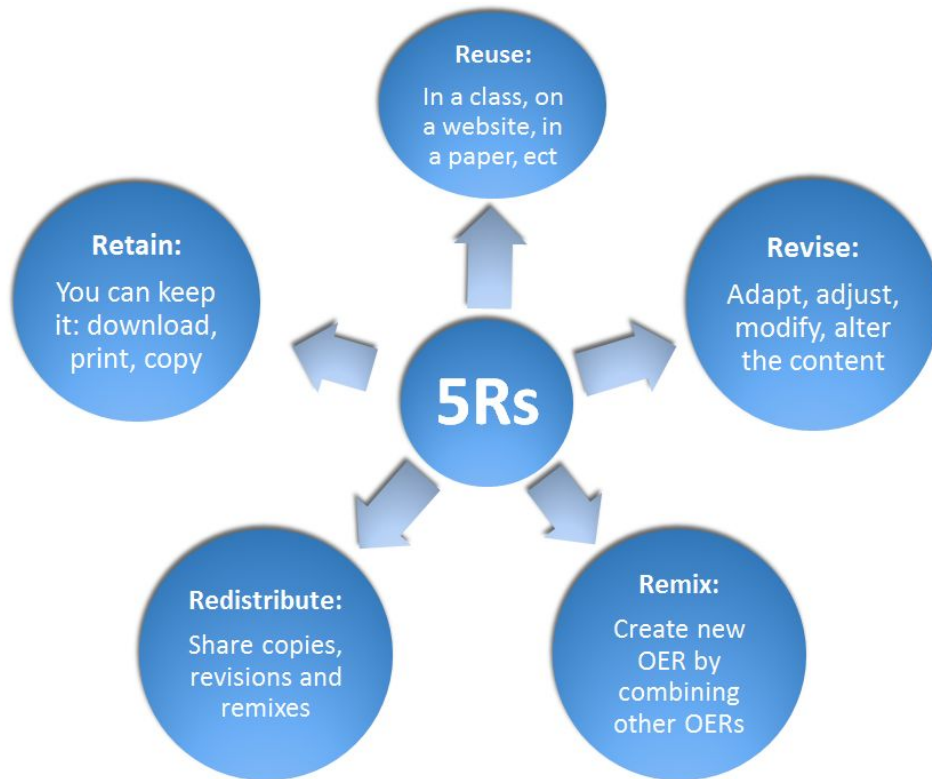 Reuse:
In a class, on
a website, in
a paper, ect
Retain:
You can keep
it: download,
print, copy
Revise:
Adapt, adjust,
modify, alter
the content
5Rs
Redistribute:
Share copies,
revisions and
remixes
Remix:
Create new
OER by
combining
other OERs